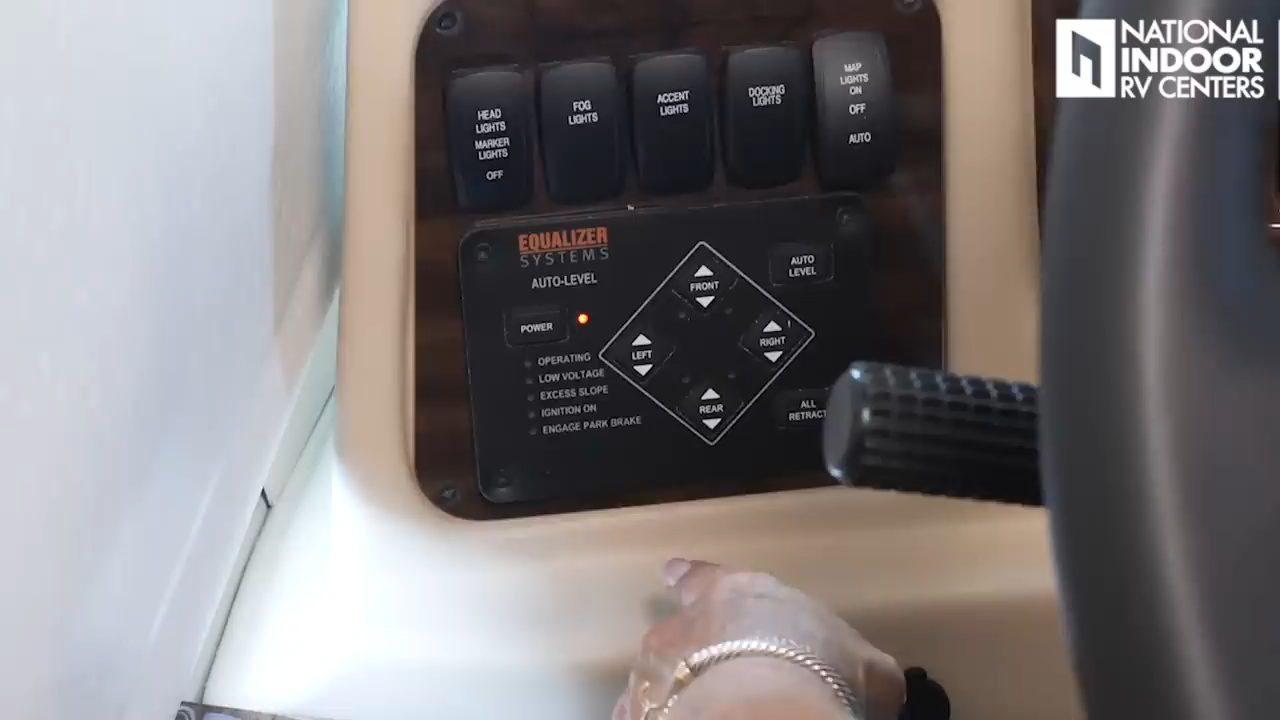 NATIONAL
INDOOR
RV CENTERS
HEAD
LIGHTS
MARKER
LIGHTS
OFF
FOG
LIGHTS
ACCENT
LIGHTS
DOCKING
LIGHTS
MAP
LIGHTS
ON
OFF
AUTO
EQUALIZER
SYSTEMS
AUTO-LEVEL
POWER
OPERATING
LOW VOLTAGE
EXCESS SLOPE
IGNITION ON
ENGAGE PARK BRAKE
FRONT
LEFT
RIGHT
REAR
AUTO
LEVEL
ALL
RETRACT